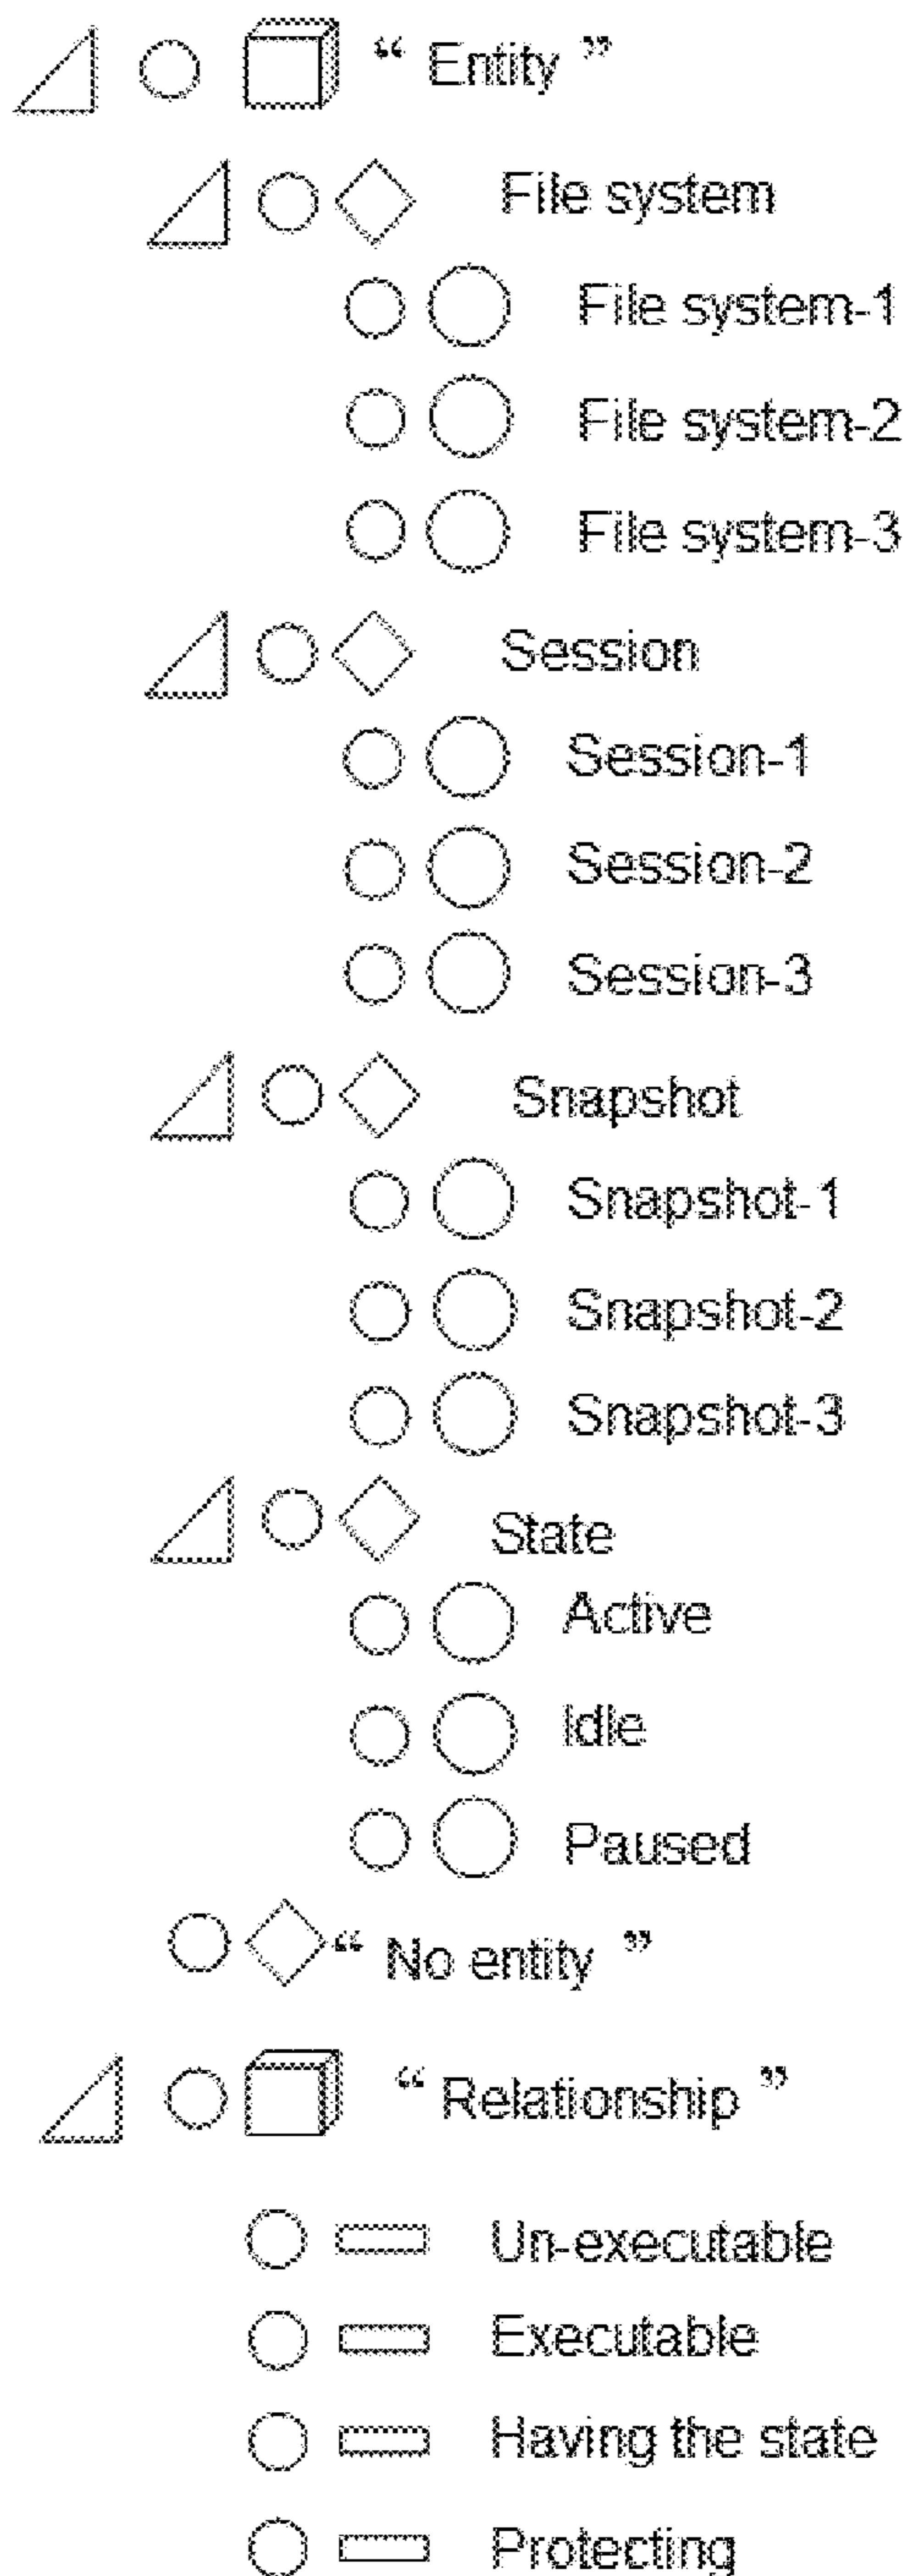 “ Entity ”
File system
File system-1
File system-2
File system-3
Session
Session-1
Session-2
Session-3
Snapshot
Snapshot-1
Snapshot-2
Snapshot-3
State
Active
Idle
Paused
“ No entity ”
“ Relationship ”
Un-executable
Executable
Having the state
Protecting